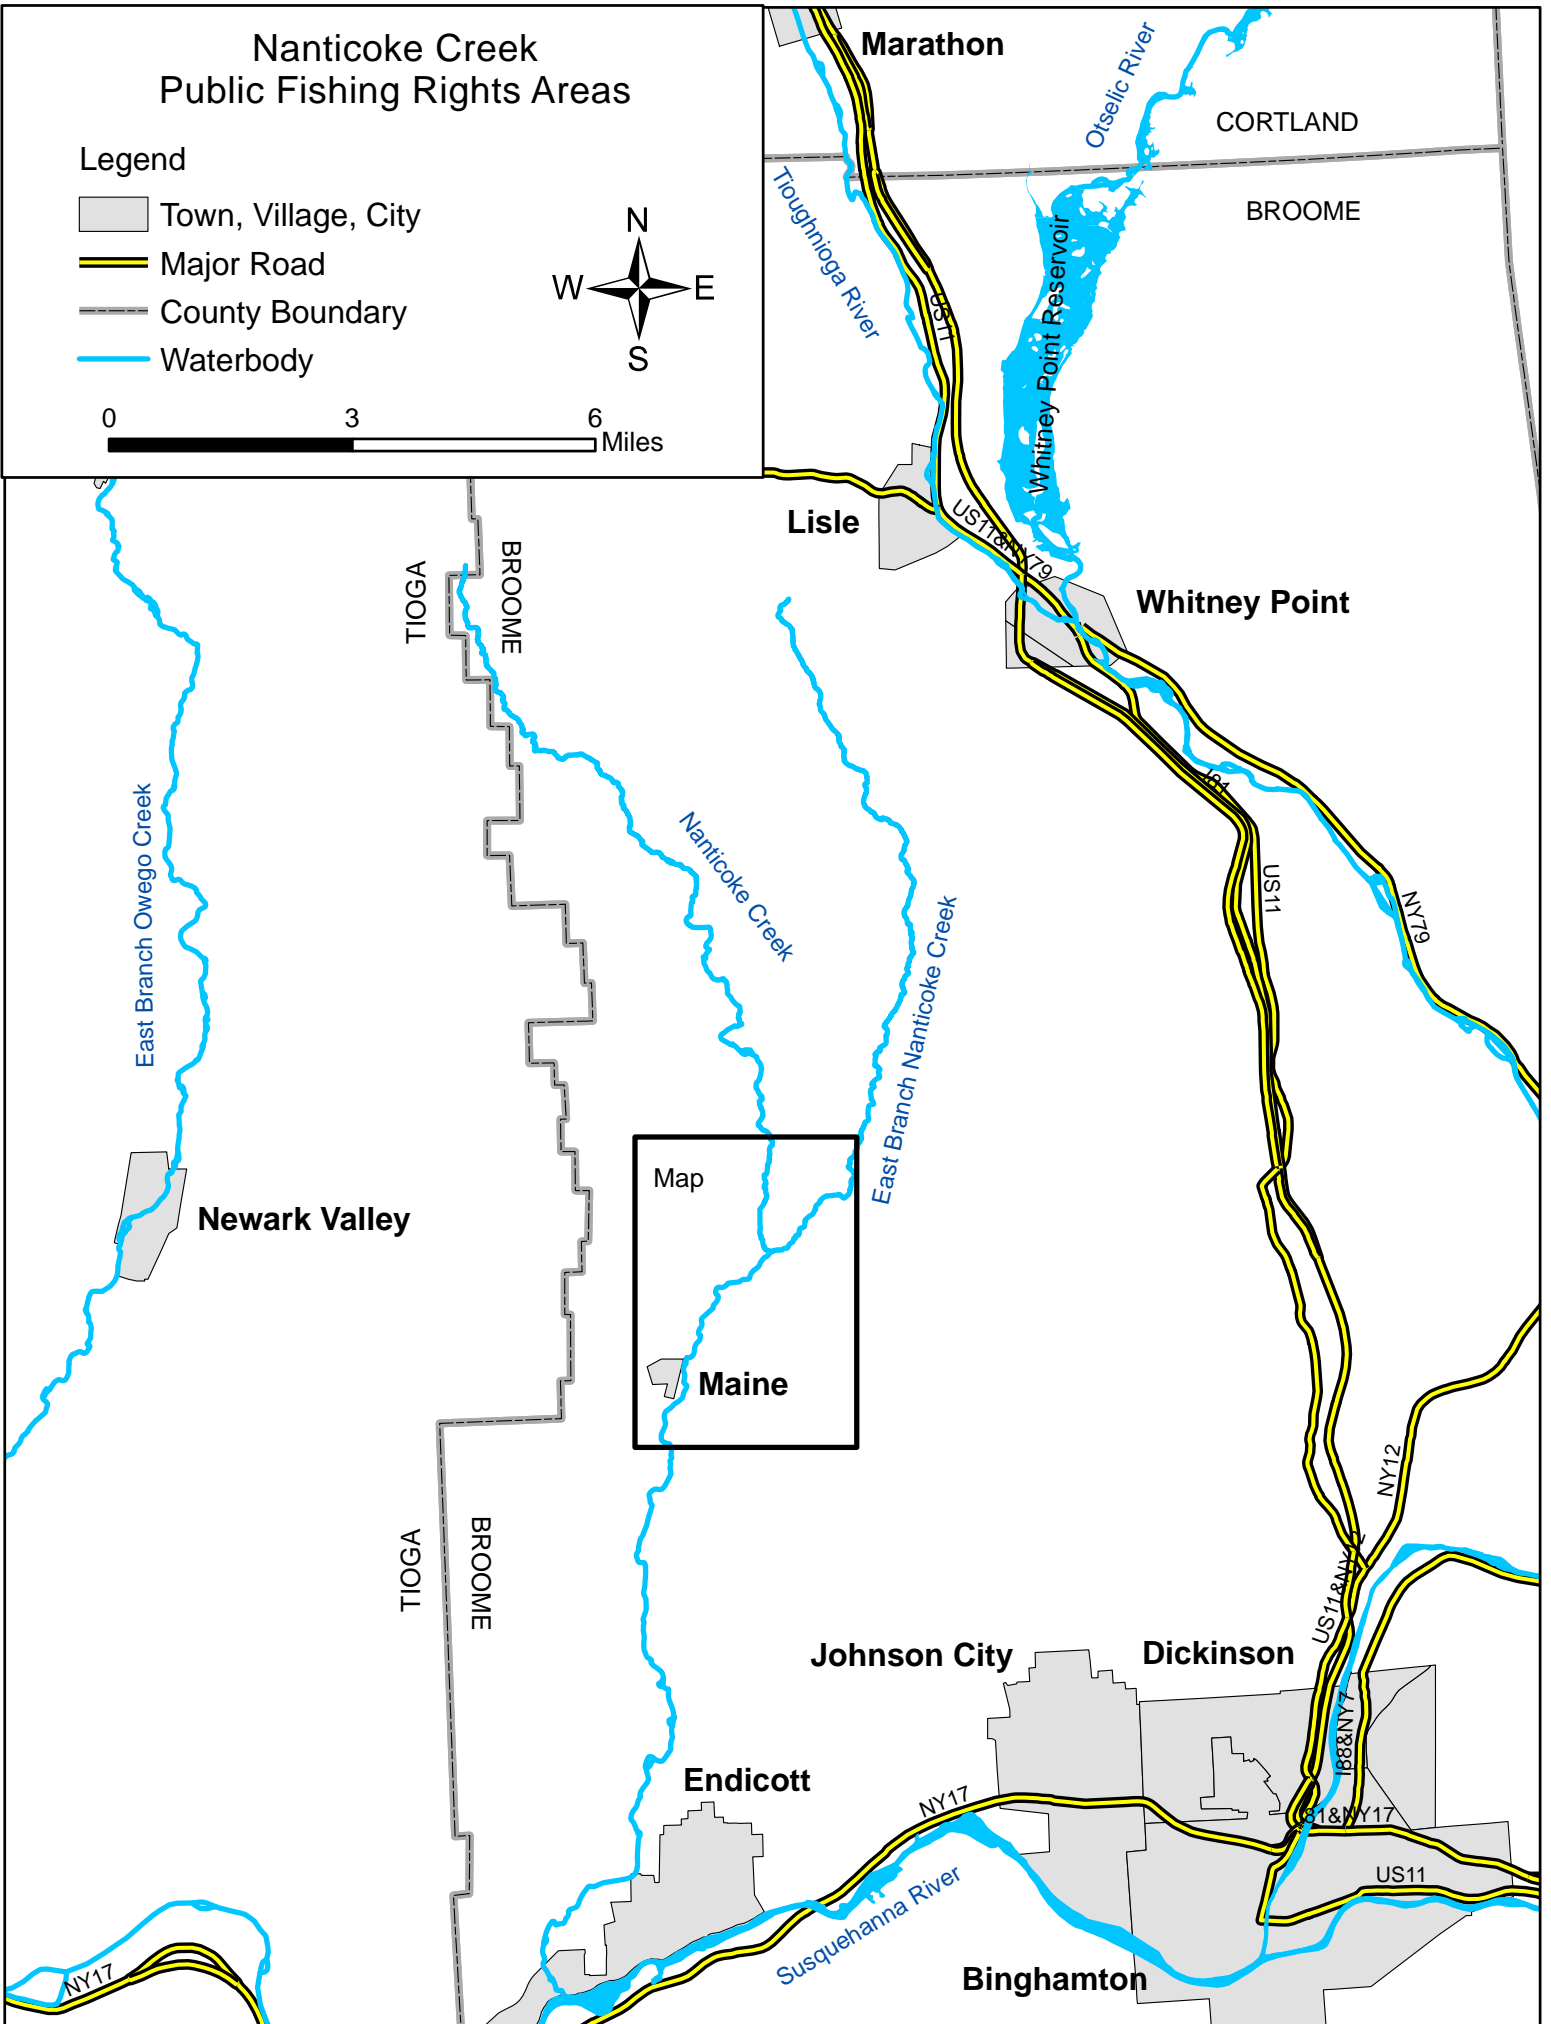 Nanticoke Creek
Public Fishing Rights Areas
Legend
Town, Village, City
Major Road
County Boundary
Waterbody
N
W
E
S
0
3
6
Miles
Marathon
Otselic River
CORTLAND
BROOME
Tioughnioga River
US11
Whitney Point Reservoir
Lisle
US11&NY79
TIOGA
BROOME
Whitney Point
I81
East Branch Owego Creek
Nanticoke Creek
US11
NY79
East Branch Nanticoke Creek
Map
Newark Valley
Maine
NY12
TIOGA
BROOME
US11&NY12
Johnson City
Dickinson
I88&NY7
Endicott
NY17
I81&NY17
US11
Susquehanna River
NY17
Binghamton